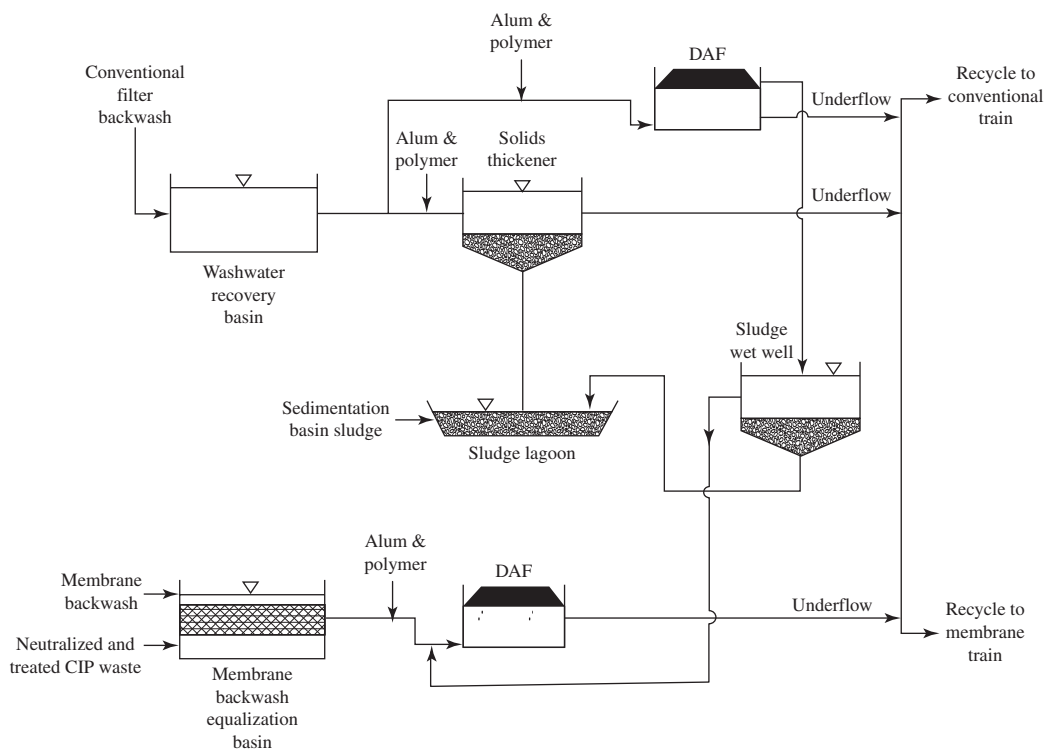 Alum &
polymer
DAF
Conventional
filter
backwash
Recycle to
conventional
train
Underflow
Alum &
polymer
Solids
thickener
Underflow
Washwater
recovery
basin
Sludge
wet well
Sedimentation
basin sludge
Sludge lagoon
Alum &
polymer
DAF
Membrane
backwash
Underflow
Recycle to
membrane
train
Neutralized and
treated CIP waste
Membrane
backwash
equalization
basin